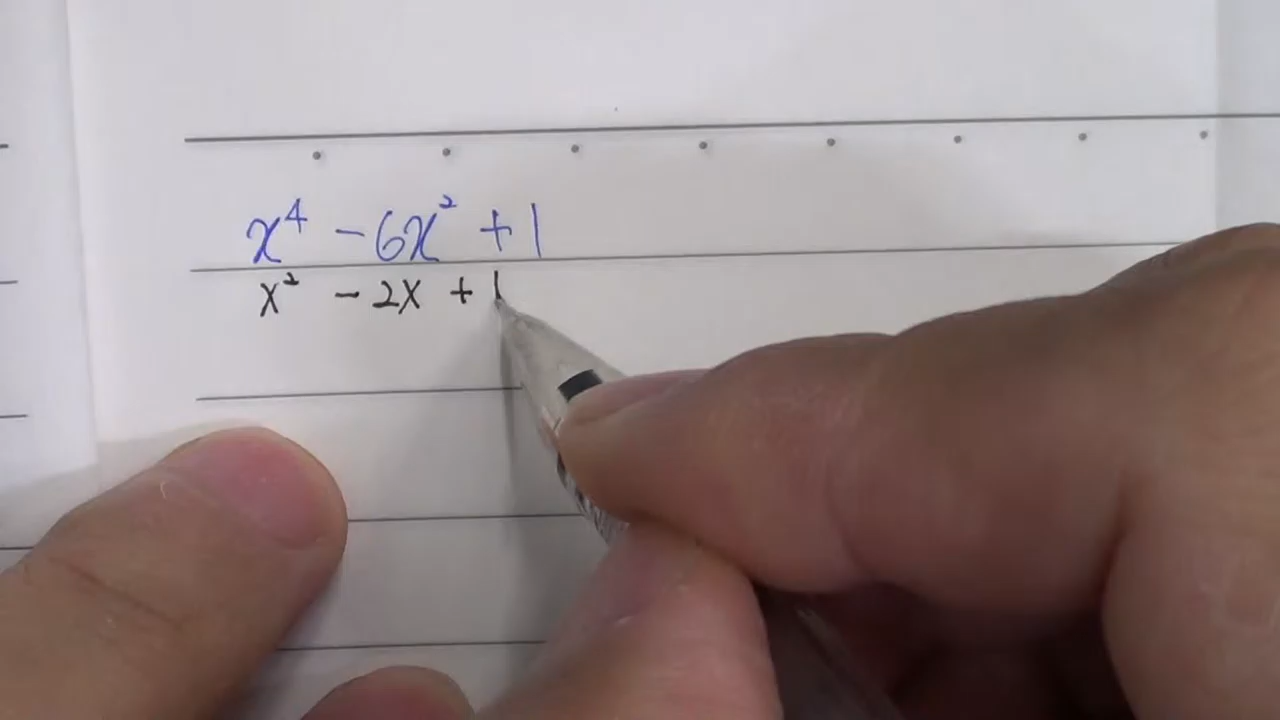 x⁴ - 6x² + 1
x² - 2x + 1